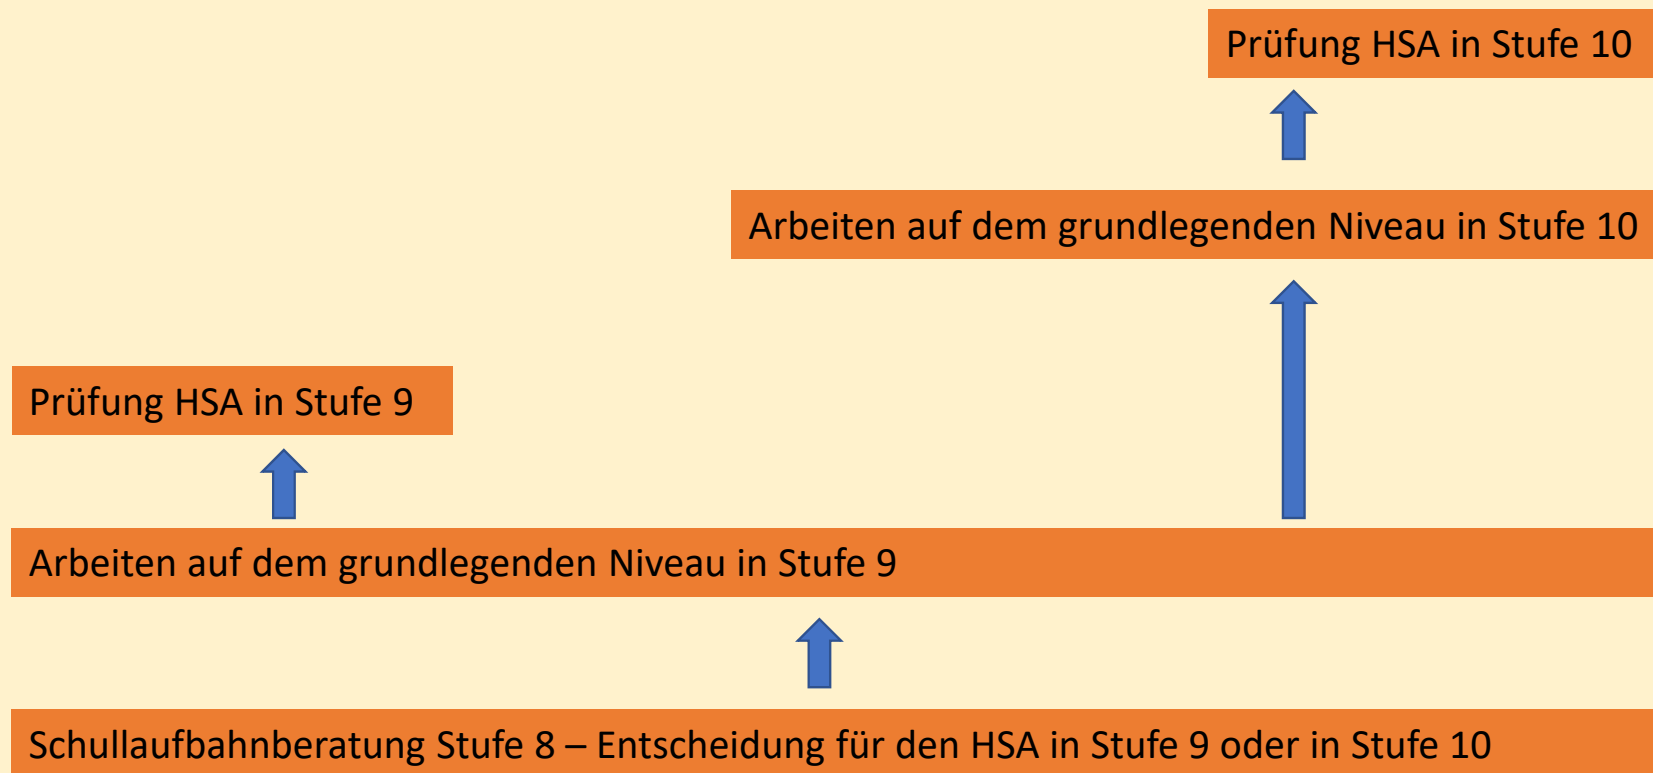 Prüfung HSA in Stufe 10
Arbeiten auf dem grundlegenden Niveau in Stufe 10
Prüfung HSA in Stufe 9
Arbeiten auf dem grundlegenden Niveau in Stufe 9
Schullaufbahnberatung Stufe 8 – Entscheidung für den HSA in Stufe 9 oder in Stufe 10